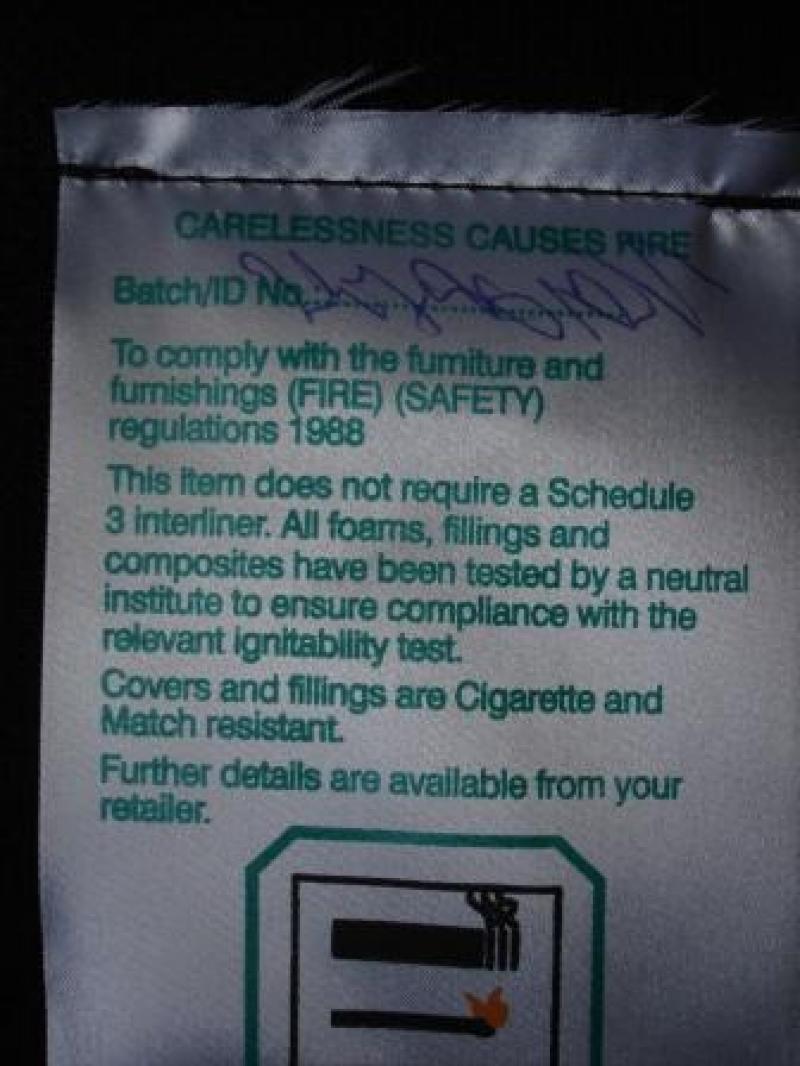 CARELESSNESS CAUSES FIRE
Batch/ID No.:
To comply with the furniture and
furnishings (FIRE) (SAFETY)
regulations 1988
This item does not require a Schedule
3 interliner. All foams, fillings and
composites have been tested by a neutral
institute to ensure compliance with the
relevant ignitability test.
Covers and fillings are Cigarette and
Match resistant.
Further details are available from your
retailer.